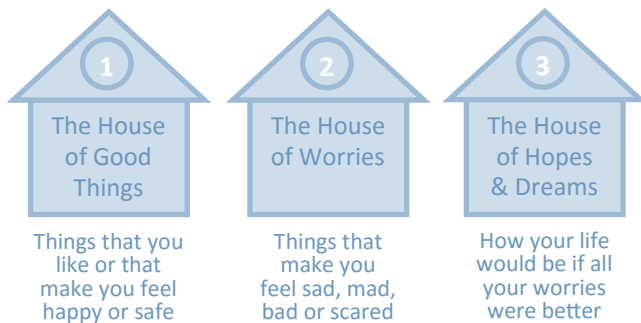 1
The House
of Good
Things
Things that you
like or that
make you feel
happy or safe
2
The House
of Worries
Things that
make you
feel sad, mad,
bad or scared
3
The House
of Hopes
& Dreams
How your life
would be if all
your worries
were better